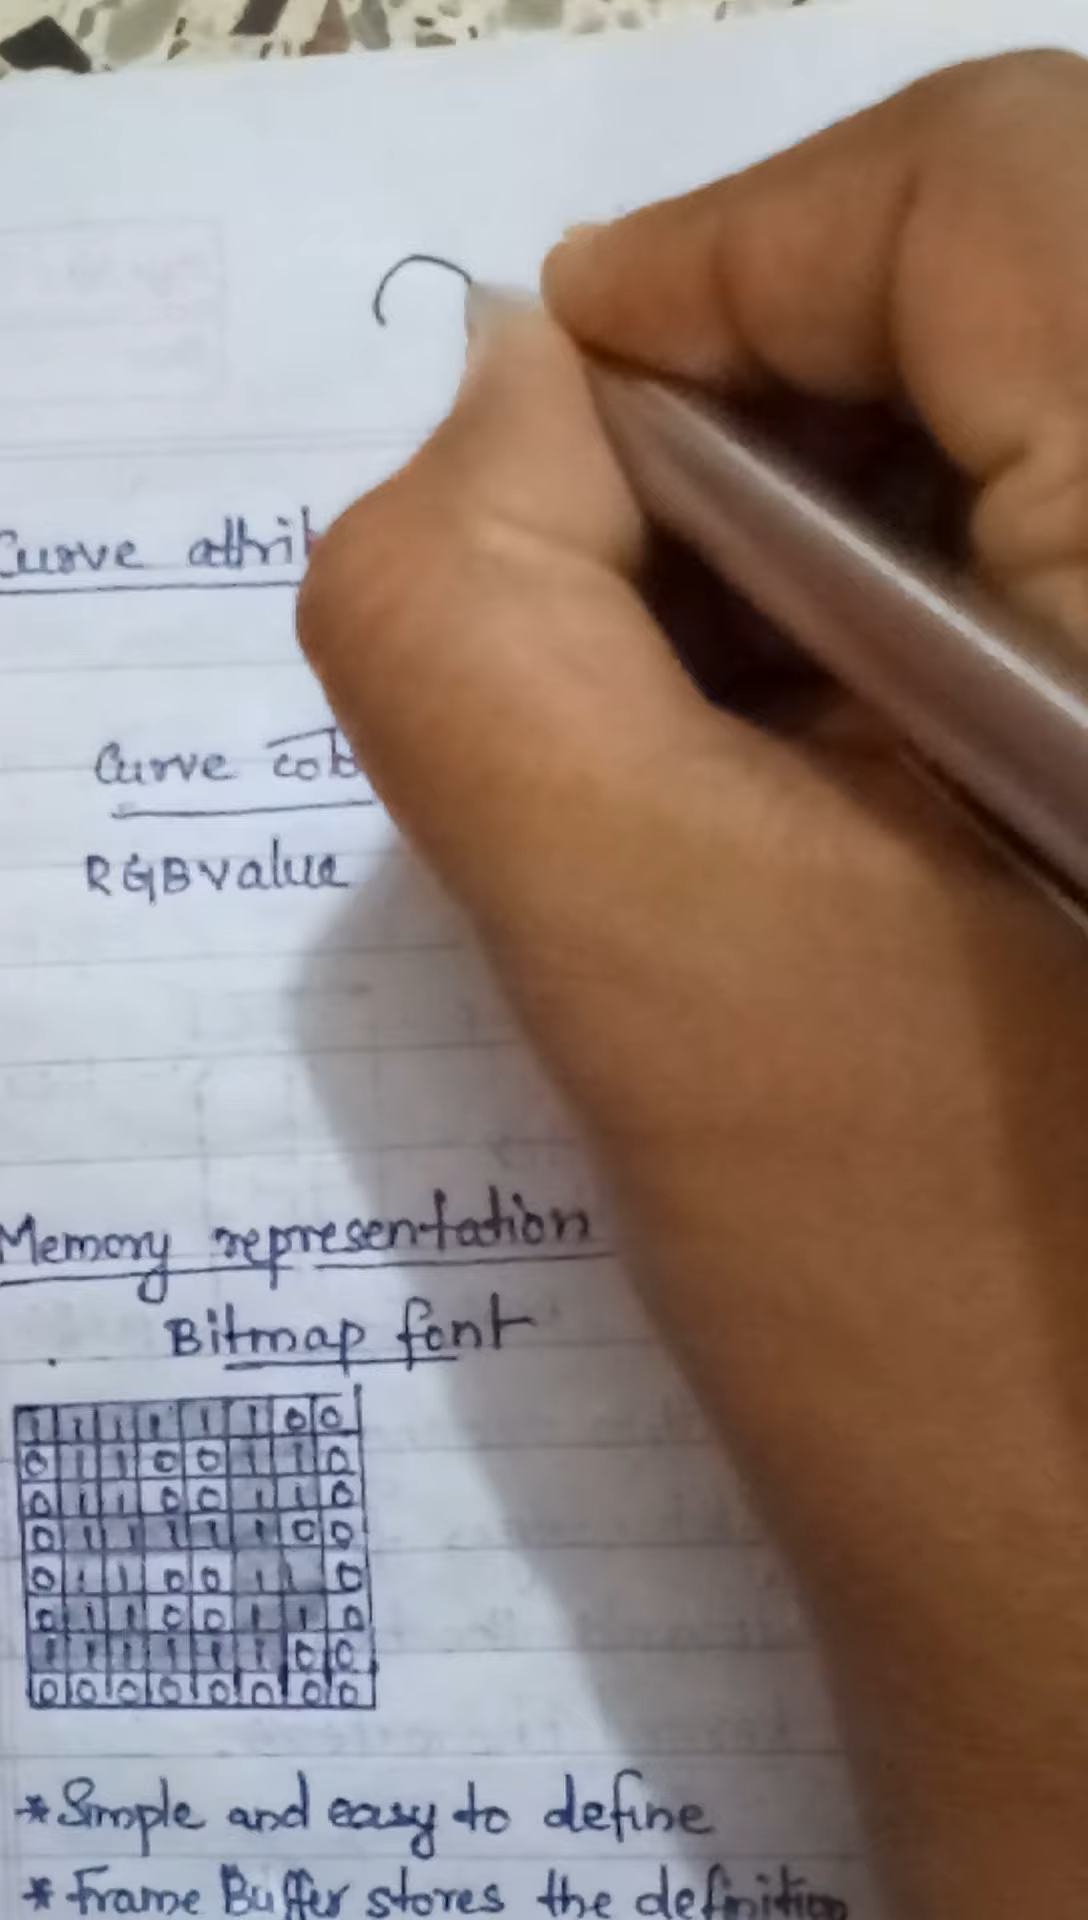 Curve attrib
Curve colo
RGB value
Memory representation
Bitmap font
1 1 1 1 1 1 0 0
0 1 1 0 0 1 1 0
0 1 1 0 0 1 1 0
0 1 1 1 1 1 0 0
0 1 1 0 0 1 1 0
0 1 1 0 0 1 1 0
1 1 1 1 1 1 0 0
0 0 0 0 0 0 0 0
* Simple and easy to define
* Frame Buffer stores the definition